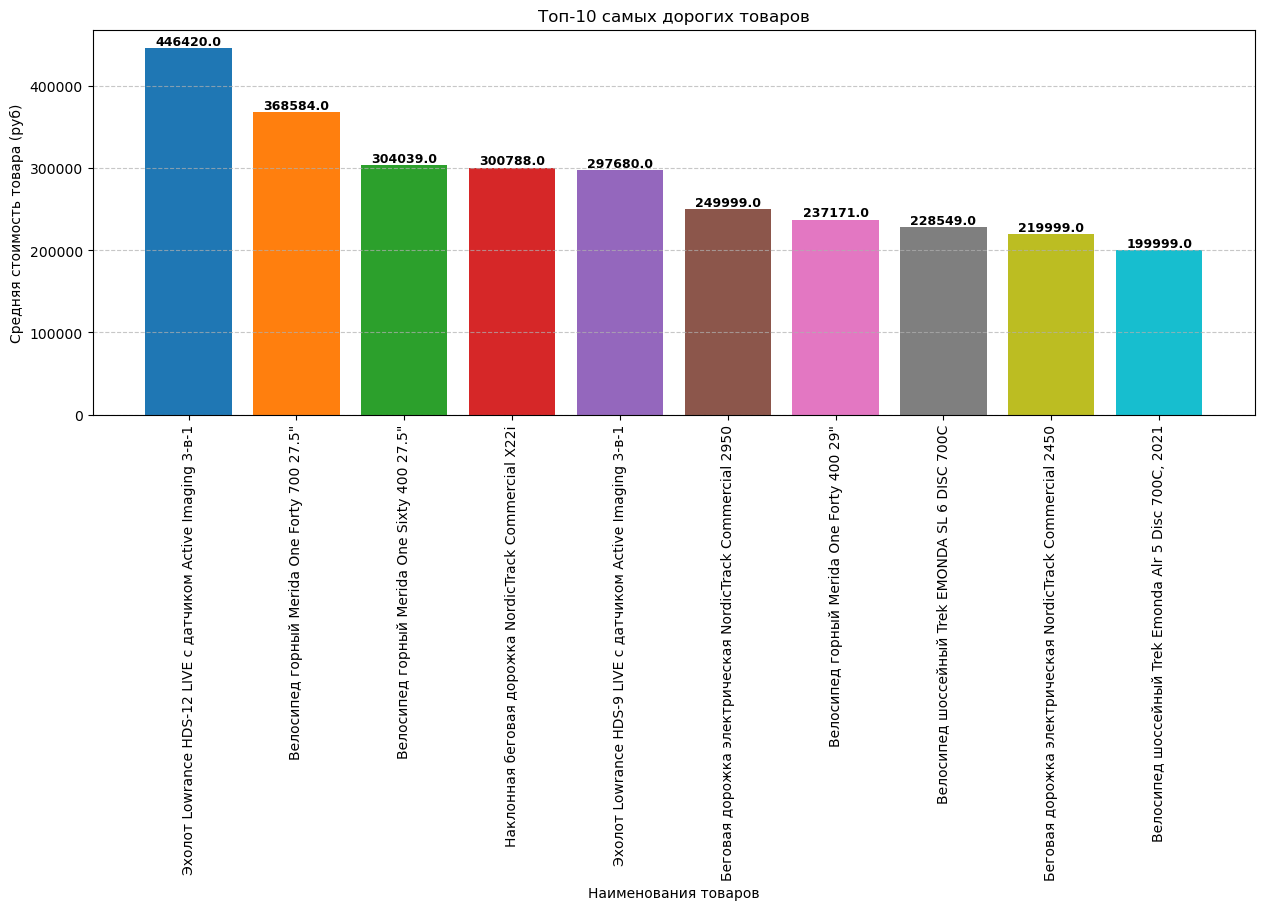 Топ-10 самых дорогих товаров
Средняя стоимость товара (руб)
400000
300000
200000
100000
0
446420.0
368584.0
304039.0
300788.0
297680.0
249999.0
237171.0
228549.0
219999.0
199999.0
Эхолот Lowrance HDS-12 LIVE с датчиком Active Imaging 3-в-1
Велосипед горный Merida One Forty 700 27.5"
Велосипед горный Merida One Sixty 400 27.5"
Наклонная беговая дорожка NordicTrack Commercial X22i
Эхолот Lowrance HDS-9 LIVE с датчиком Active Imaging 3-в-1
Беговая дорожка электрическая NordicTrack Commercial 2950
Велосипед горный Merida One Forty 400 29"
Велосипед шоссейный Trek EMONDA SL 6 DISC 700C
Беговая дорожка электрическая NordicTrack Commercial 2450
Велосипед шоссейный Trek Emonda Alr 5 Disc 700C, 2021
Наименования товаров